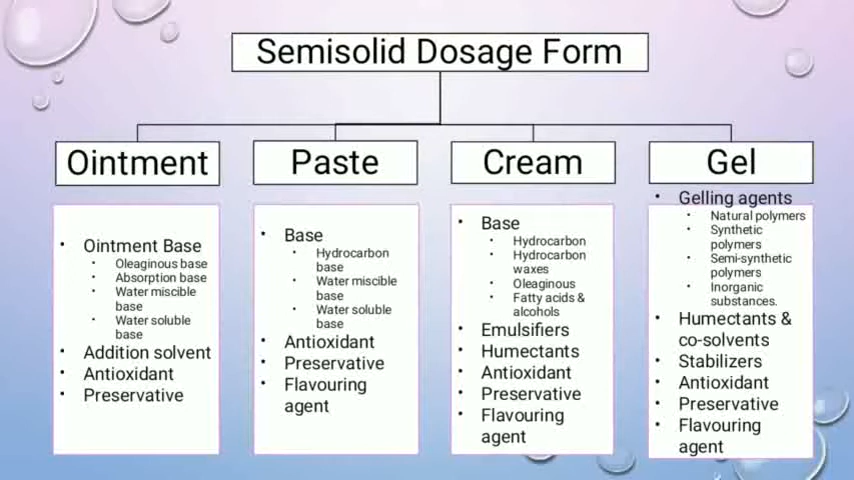 Semisolid Dosage Form
Ointment
Ointment Base
Oleaginous base
Absorption base
Water miscible
base
Water soluble
base
Addition solvent
Antioxidant
Preservative
Paste
Base
Hydrocarbon
base
Water miscible
base
Water soluble
base
Antioxidant
Preservative
Flavouring
agent
Cream
Base
Hydrocarbon
Hydrocarbon
waxes
Oleaginous
Fatty acids &
alcohols
Emulsifiers
Humectants
Antioxidant
Preservative
Flavouring
agent
Gel
Gelling agents
Natural polymers
Synthetic
polymers
Semi-synthetic
polymers
Inorganic
substances.
Humectants &
co-solvents
Stabilizers
Antioxidant
Preservative
Flavouring
agent